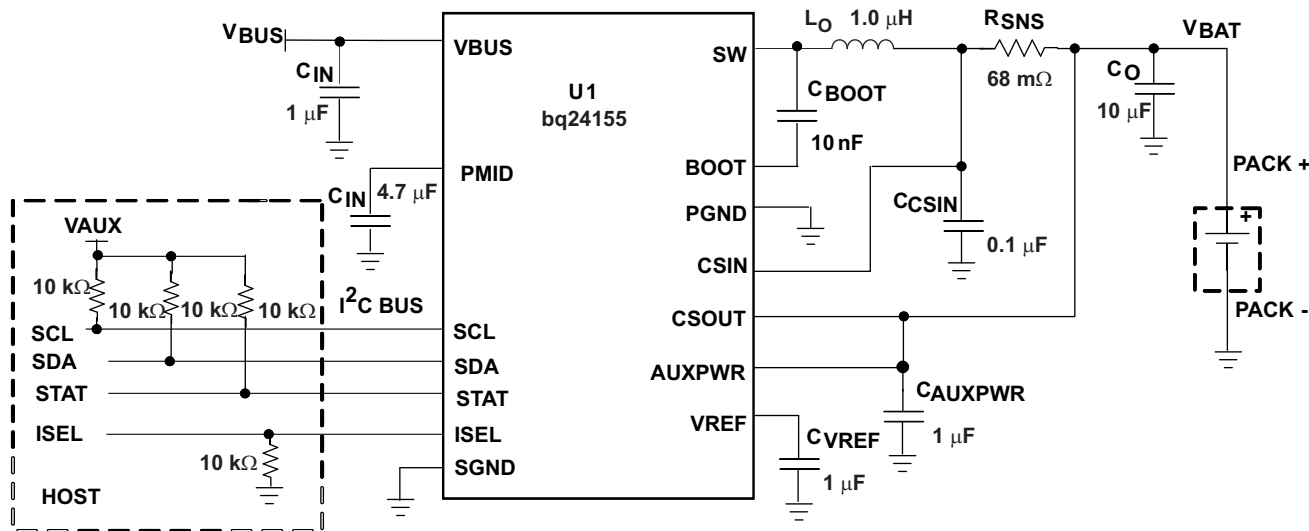 VBUS
CIN
1 μF
VBUS
U1
bq24155
SW
LO 1.0 μH
RSNS
68 mΩ
VBAT
CO
10 μF
CBOOT
10 nF
BOOT
PMID
CIN
4.7 μF
PGND
CCSIN
0.1 μF
PACK +
+
PACK -
CSIN
CSOUT
AUXPWR
CAUXPWR
1 μF
VREF
CVREF
1 μF
VAUX
10 kΩ
10 kΩ
10 kΩ
I2C BUS
SCL
SCL
SDA
SDA
STAT
STAT
ISEL
ISEL
10 kΩ
SGND
HOST